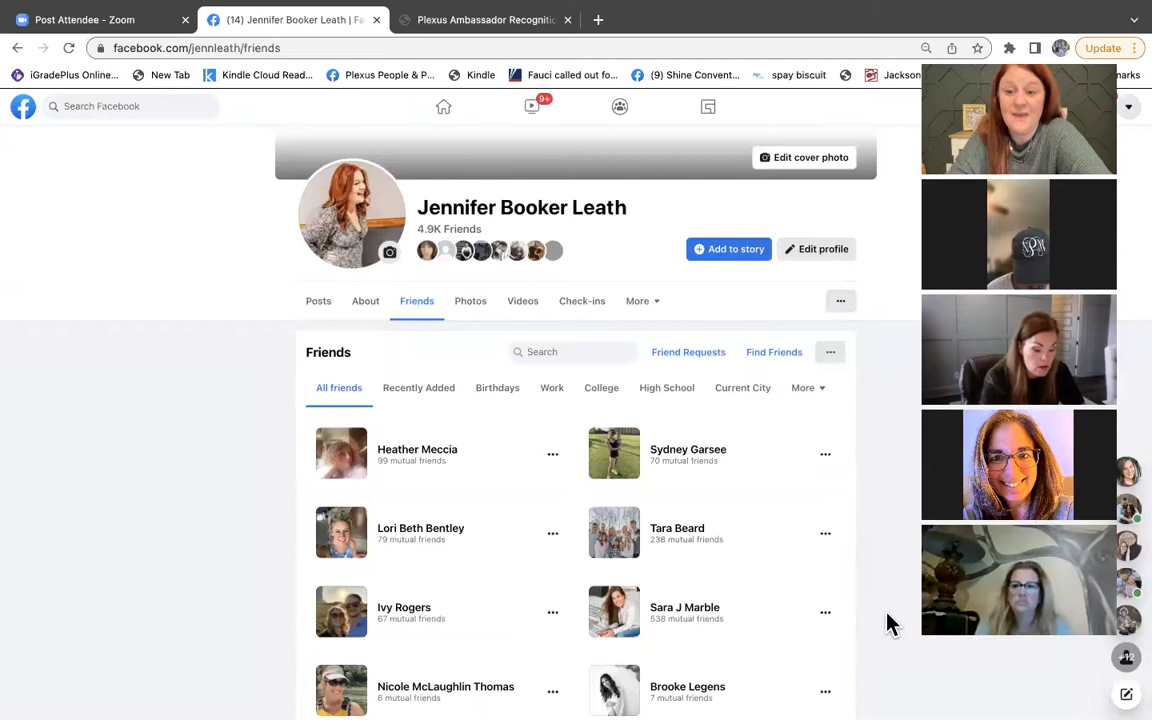 Post Attendee - Zoom
(14) Jennifer Booker Leath | Fa
Plexus Ambassador Recogniti
facebook.com/jennleath/friends
Update
iGradePlus Online...
New Tab
Kindle Cloud Read...
Plexus People & P...
Kindle
Fauci called out fo...
(9) Shine Convent...
spay biscuit
Jackson
marks
Search Facebook
9+
Edit cover photo
Jennifer Booker Leath
4.9K Friends
Add to story
Edit profile
Posts
About
Friends
Photos
Videos
Check-ins
More
Friends
Search
Friend Requests
Find Friends
All friends
Recently Added
Birthdays
Work
College
High School
Current City
More
Heather Meccia
99 mutual friends
Sydney Garsee
70 mutual friends
Lori Beth Bentley
79 mutual friends
Tara Beard
238 mutual friends
Ivy Rogers
67 mutual friends
Sara J Marble
538 mutual friends
Nicole McLaughlin Thomas
6 mutual friends
Brooke Legens
7 mutual friends
+12